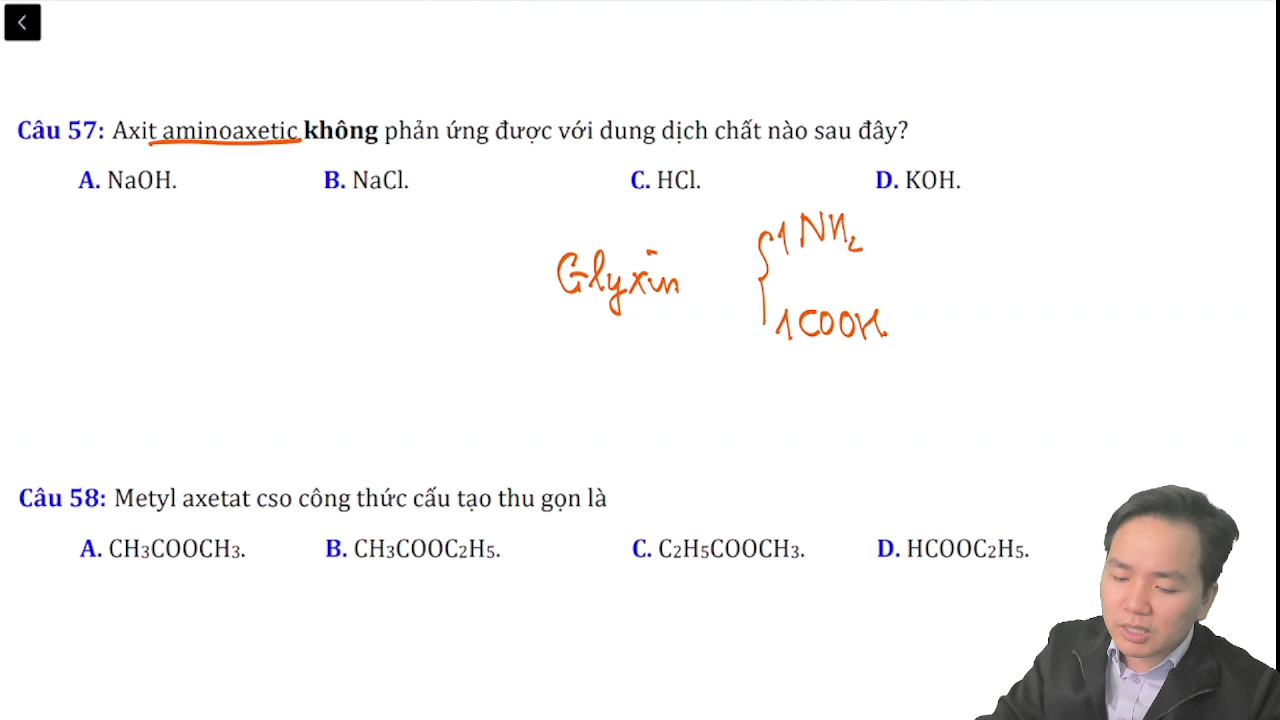 Câu 57: Axit aminoaxetic không phản ứng được với dung dịch chất nào sau đây?
A. NaOH. B. NaCl. C. HCl. D. KOH.
1 NH2
Glyxin
1 COOH.
Câu 58: Metyl axetat cso công thức cấu tạo thu gọn là
A. CH3COOCH3. B. CH3COOC2H5. C. C2H5COOCH3. D. HCOOC2H5.